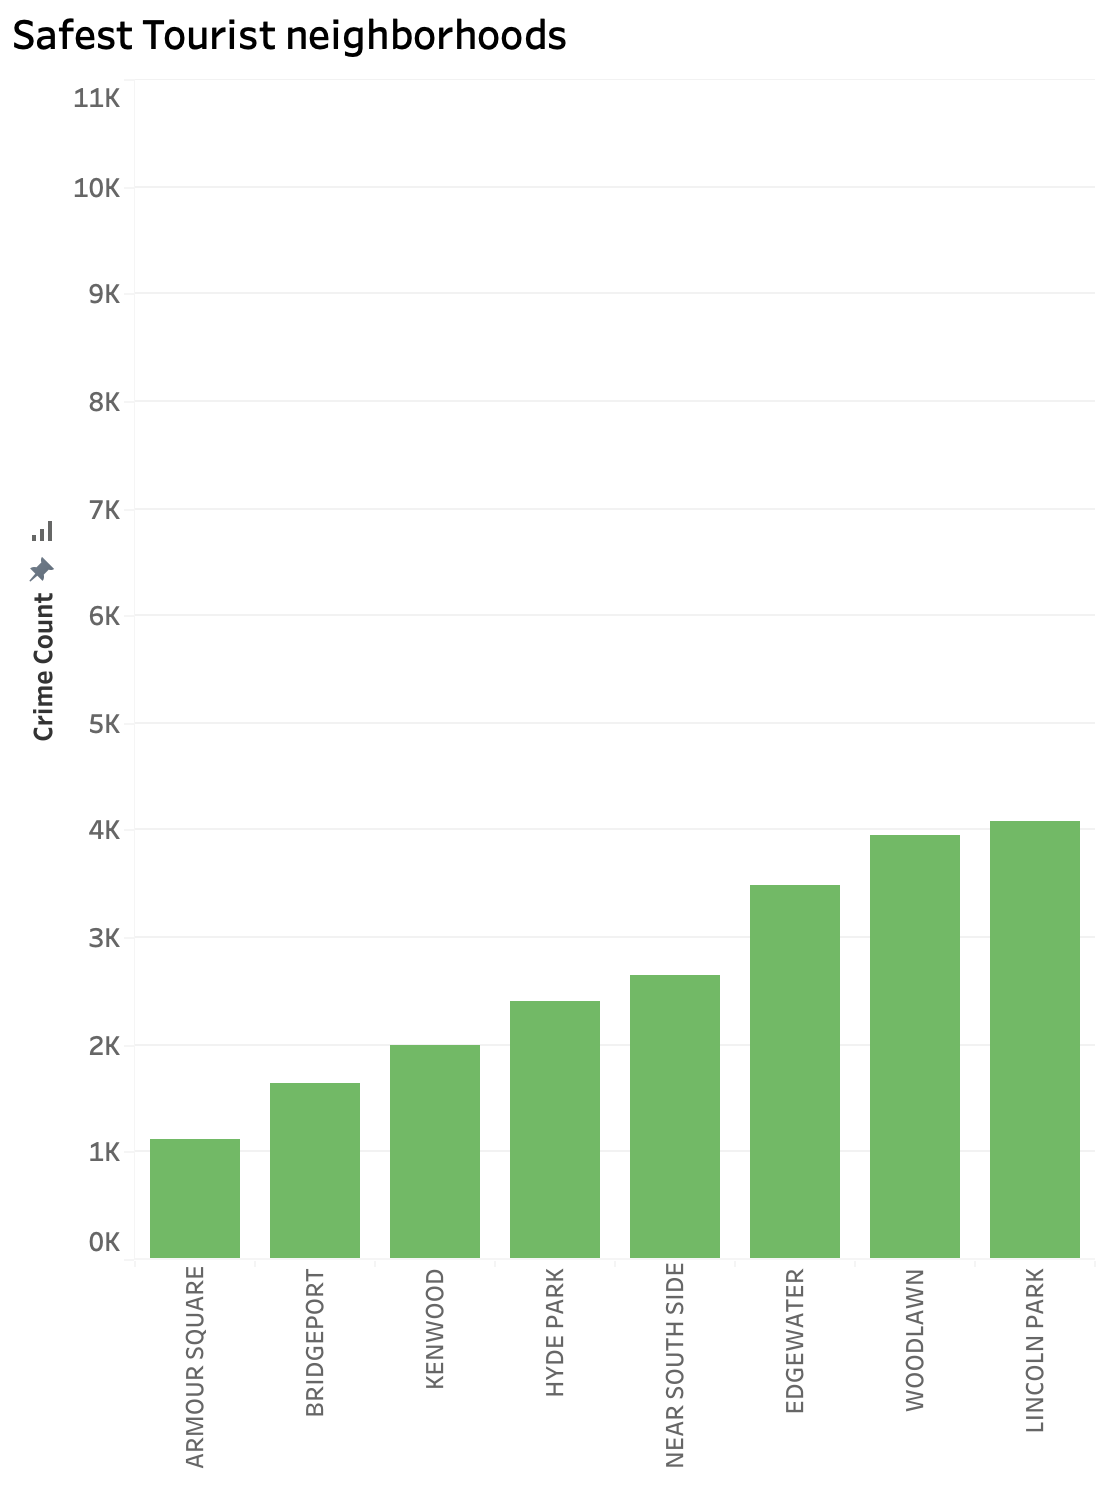 Safest Tourist neighborhoods
11K
10K
9K
8K
7K
6K
5K
4K
3K
2K
1K
0K
Crime Count
ARMOUR SQUARE
BRIDGEPORT
KENWOOD
HYDE PARK
NEAR SOUTH SIDE
EDGEWATER
WOODLAWN
LINCOLN PARK